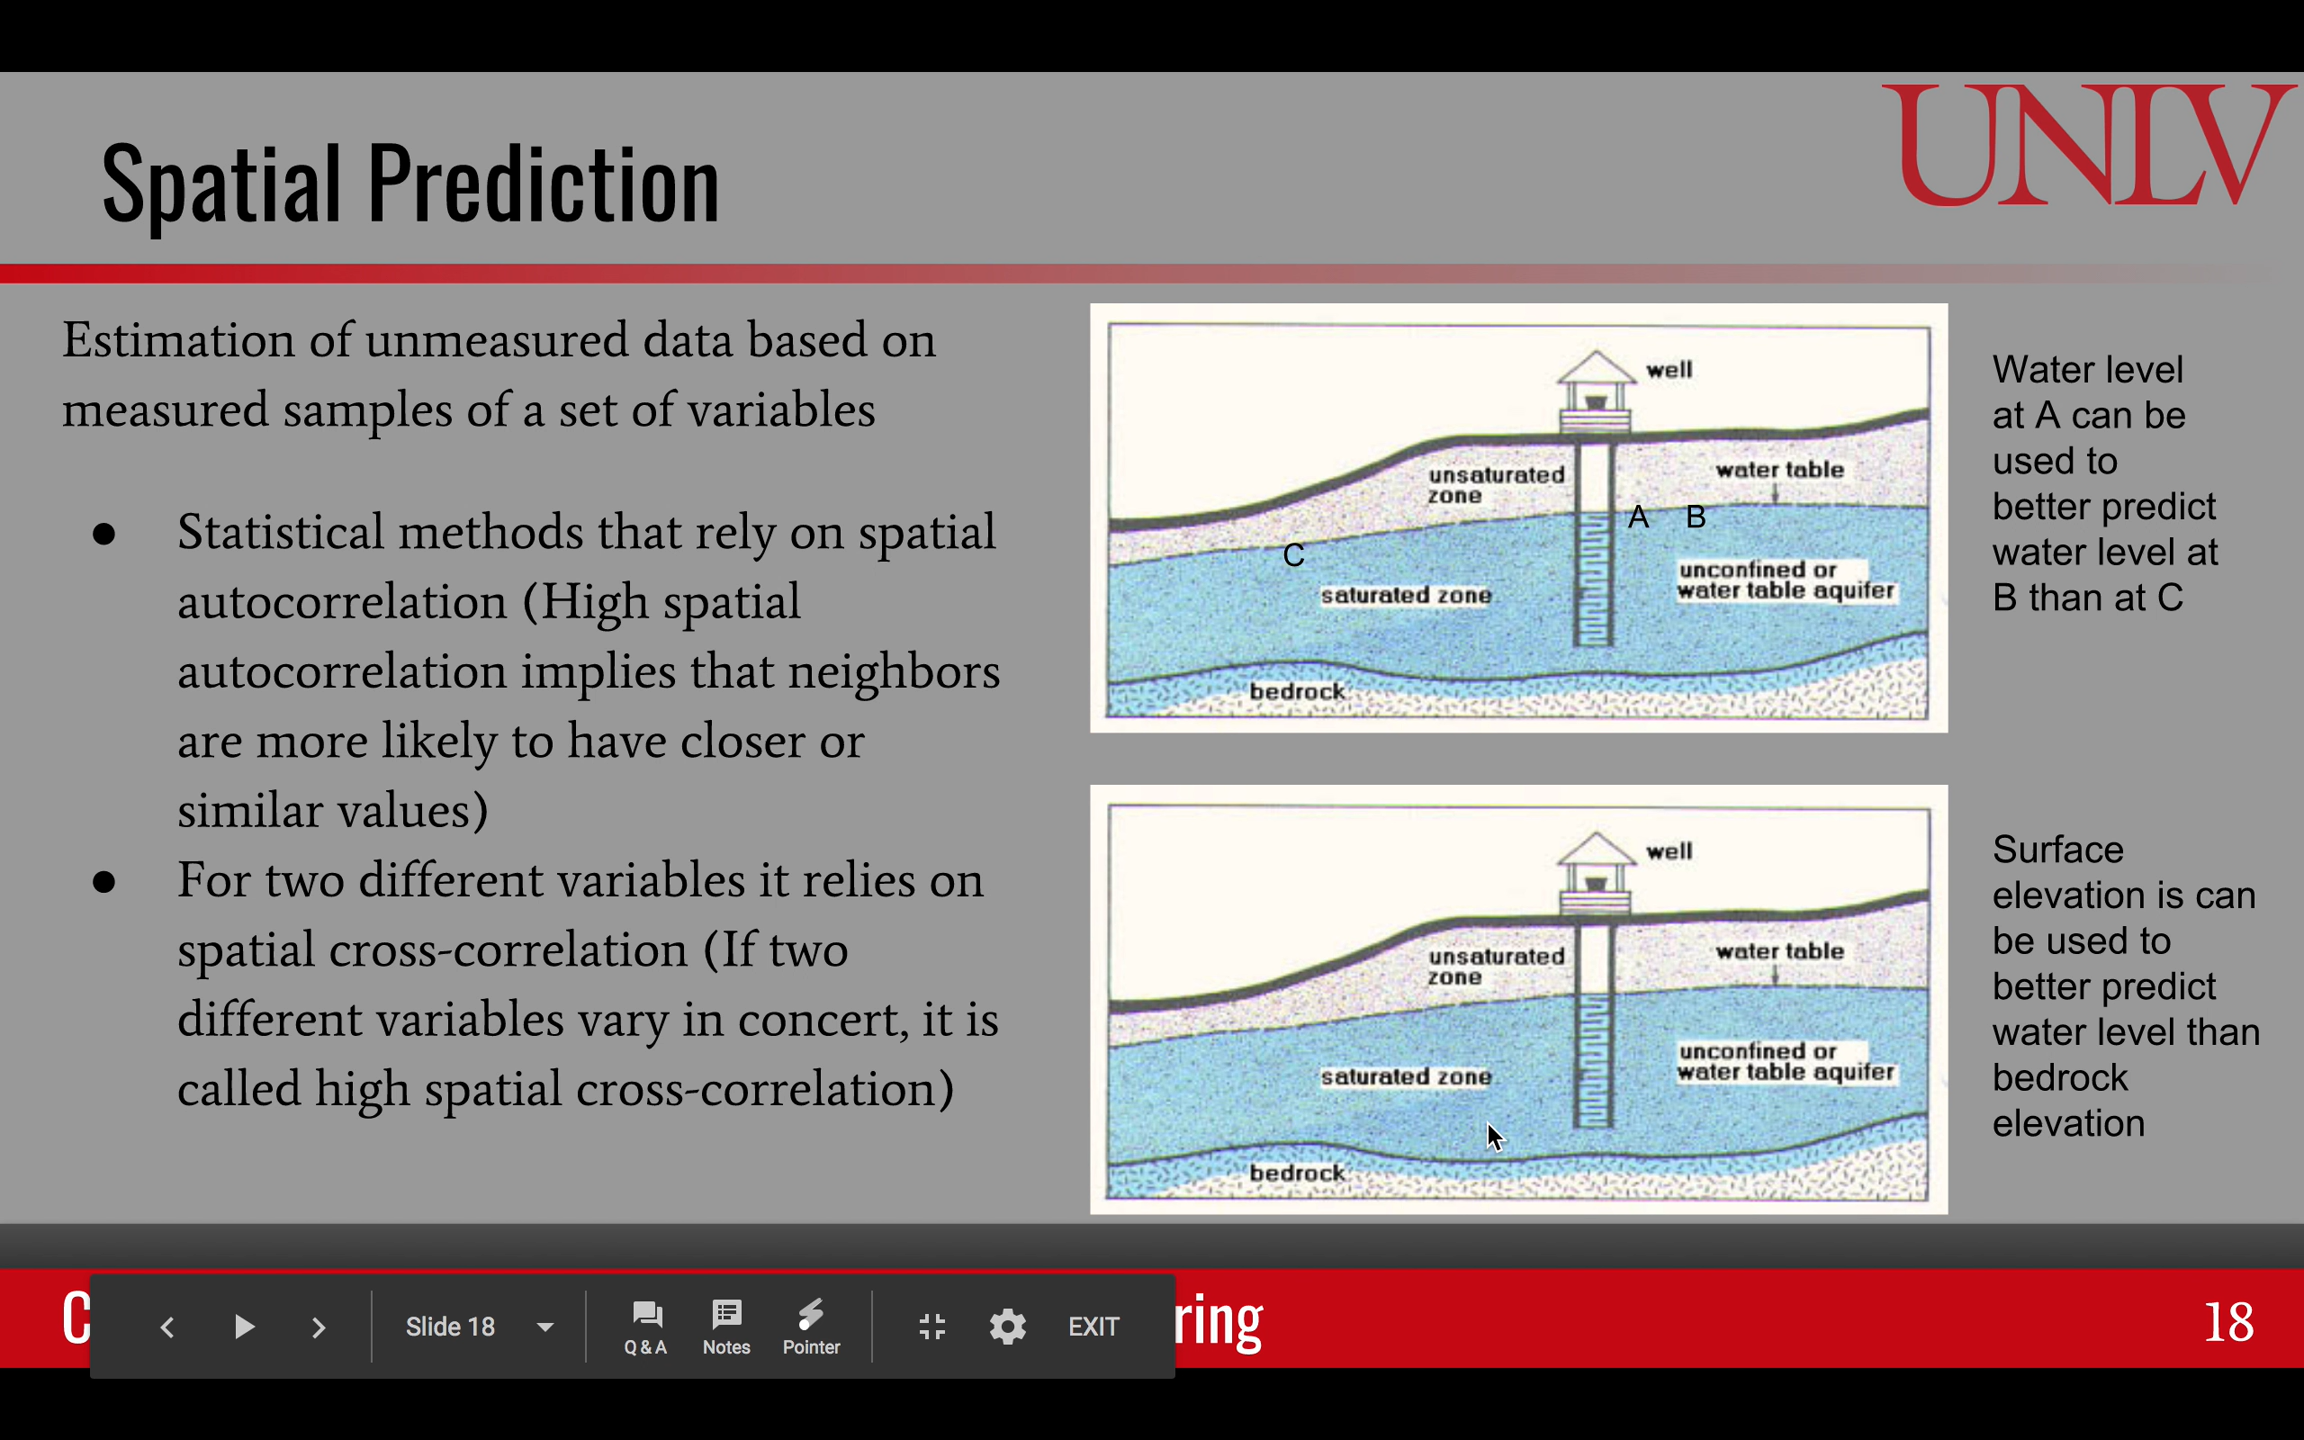 UNLV
Spatial Prediction
Estimation of unmeasured data based on
measured samples of a set of variables
● Statistical methods that rely on spatial
autocorrelation (High spatial
autocorrelation implies that neighbors
are more likely to have closer or
similar values)
● For two different variables it relies on
spatial cross-correlation (If two
different variables vary in concert, it is
called high spatial cross-correlation)
well
unsaturated
zone
water table
A B
C
saturated zone
unconfined or
water table aquifer
bedrock
Water level
at A can be
used to
better predict
water level at
B than at C
well
unsaturated
zone
water table
saturated zone
unconfined or
water table aquifer
bedrock
Surface
elevation is can
be used to
better predict
water level than
bedrock
elevation
Slide 18
Q & A
Notes
Pointer
EXIT
18